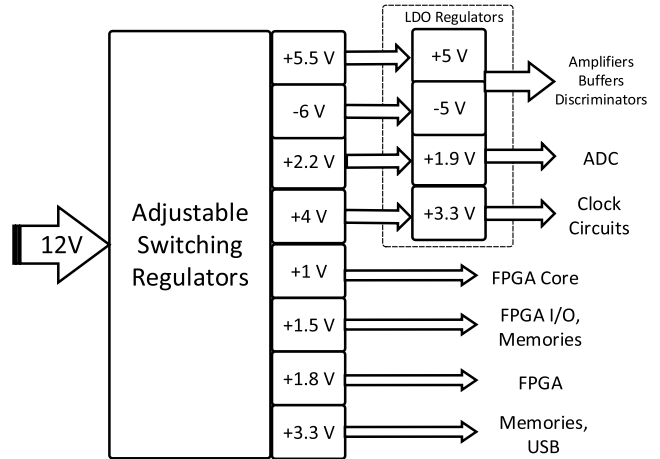 LDO Regulators
+5.5 V
+5 V
Amplifiers
Buffers
Discriminators
-6 V
-5 V
+2.2 V
+1.9 V
ADC
12V
Adjustable
Switching
Regulators
+4 V
+3.3 V
Clock
Circuits
+1 V
FPGA Core
+1.5 V
FPGA I/O,
Memories
+1.8 V
FPGA
+3.3 V
Memories,
USB